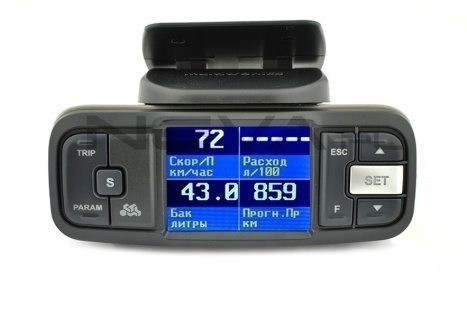 72 -----
TRIP ESC
Скор/П Расход
км/час л/100
S SET
43.0 859
PARAM F
Бак Прогн.Пр
литры км